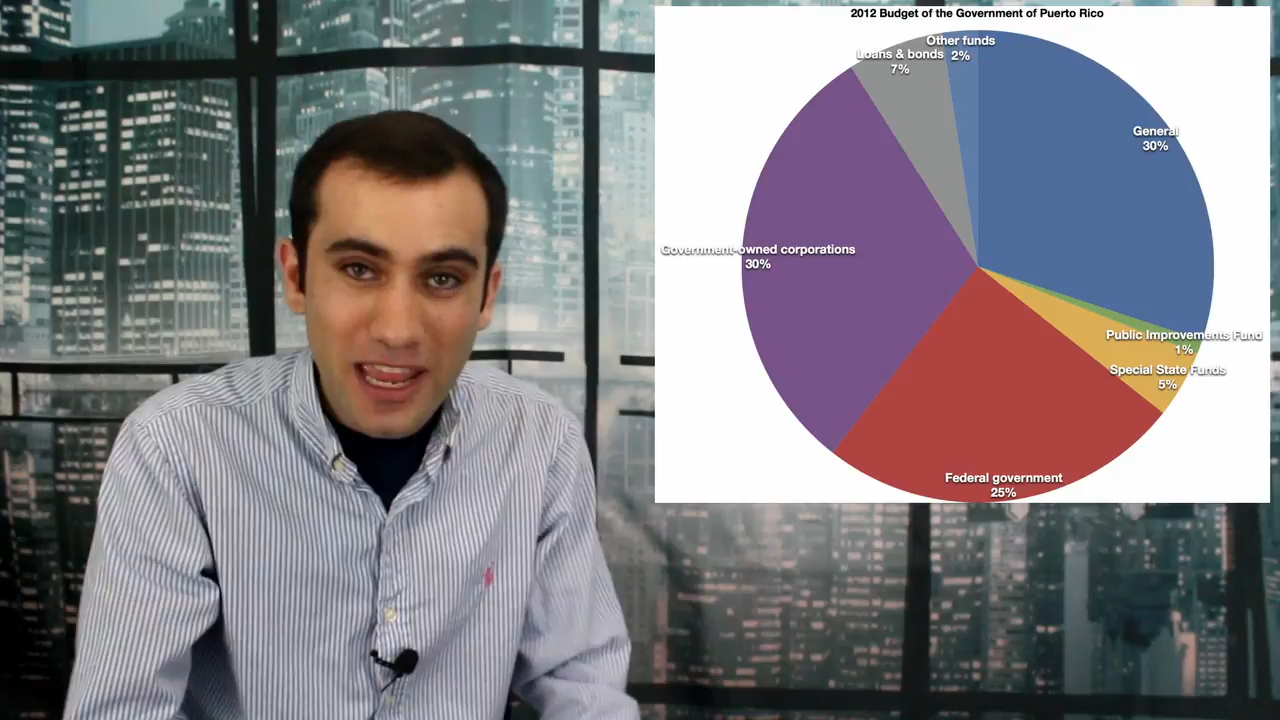 2012 Budget of the Government of Puerto Rico
Other funds
2%
Loans & bonds
7%
General
30%
Government-owned corporations
30%
Public Improvements Fund
1%
Special State Funds
5%
Federal government
25%